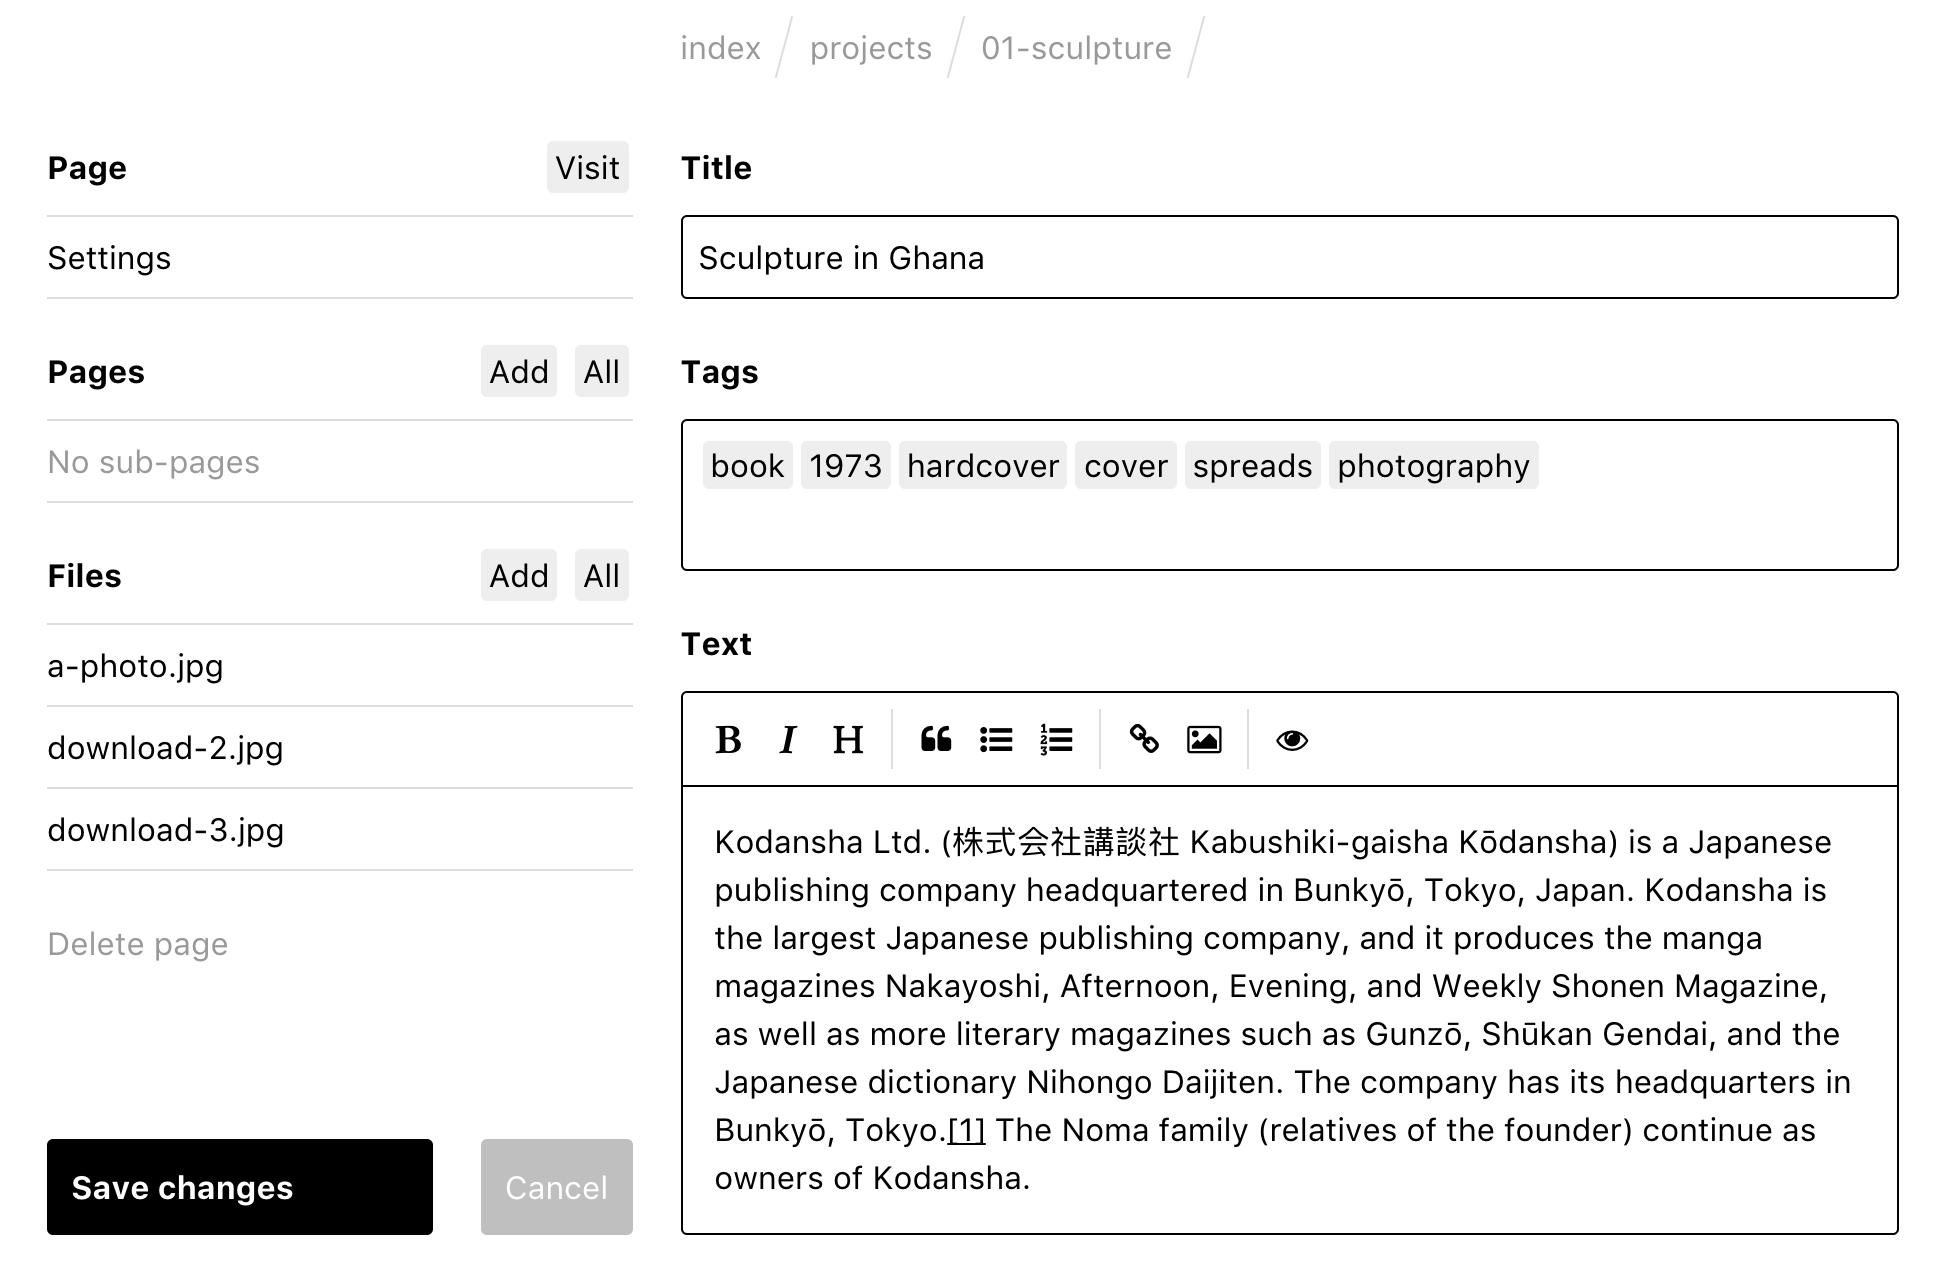 index / projects / 01-sculpture /
Page Visit
Settings
Pages Add All
No sub-pages
Files Add All
a-photo.jpg
download-2.jpg
download-3.jpg
Delete page
Save changes Cancel
Title
Sculpture in Ghana
Tags
book 1973 hardcover cover spreads photography
Text
B I H
Kodansha Ltd. (株式会社講談社 Kabushiki-gaisha Kōdansha) is a Japanese
publishing company headquartered in Bunkyō, Tokyo, Japan. Kodansha is
the largest Japanese publishing company, and it produces the manga
magazines Nakayoshi, Afternoon, Evening, and Weekly Shonen Magazine,
as well as more literary magazines such as Gunzō, Shūkan Gendai, and the
Japanese dictionary Nihongo Daijiten. The company has its headquarters in
Bunkyō, Tokyo.[1] The Noma family (relatives of the founder) continue as
owners of Kodansha.